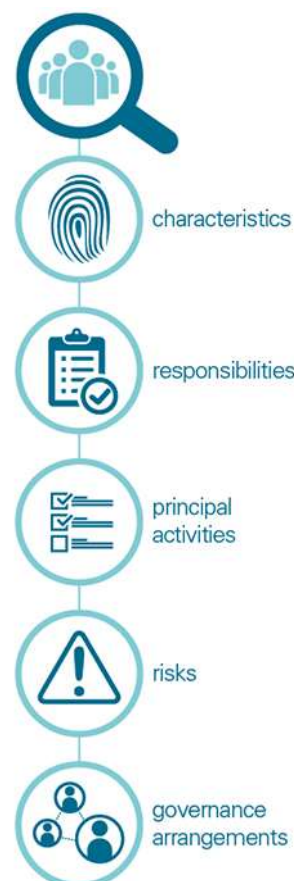 characteristics
responsibilities
principal
activities
risks
governance
arrangements